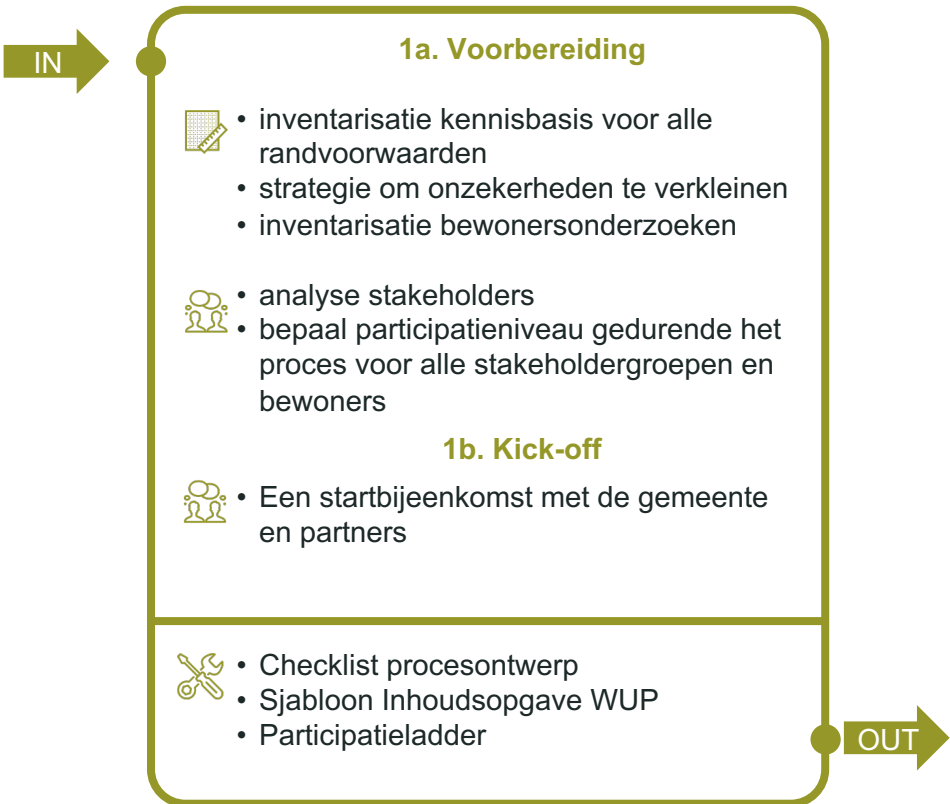 IN
1a. Voorbereiding
• inventarisatie kennisbasis voor alle
randvoorwaarden
• strategie om onzekerheden te verkleinen
• inventarisatie bewonersonderzoeken
• analyse stakeholders
• bepaal participatieniveau gedurende het
proces voor alle stakeholdergroepen en
bewoners
1b. Kick-off
• Een startbijeenkomst met de gemeente
en partners
• Checklist procesontwerp
• Sjabloon Inhoudsopgave WUP
• Participatieladder
OUT